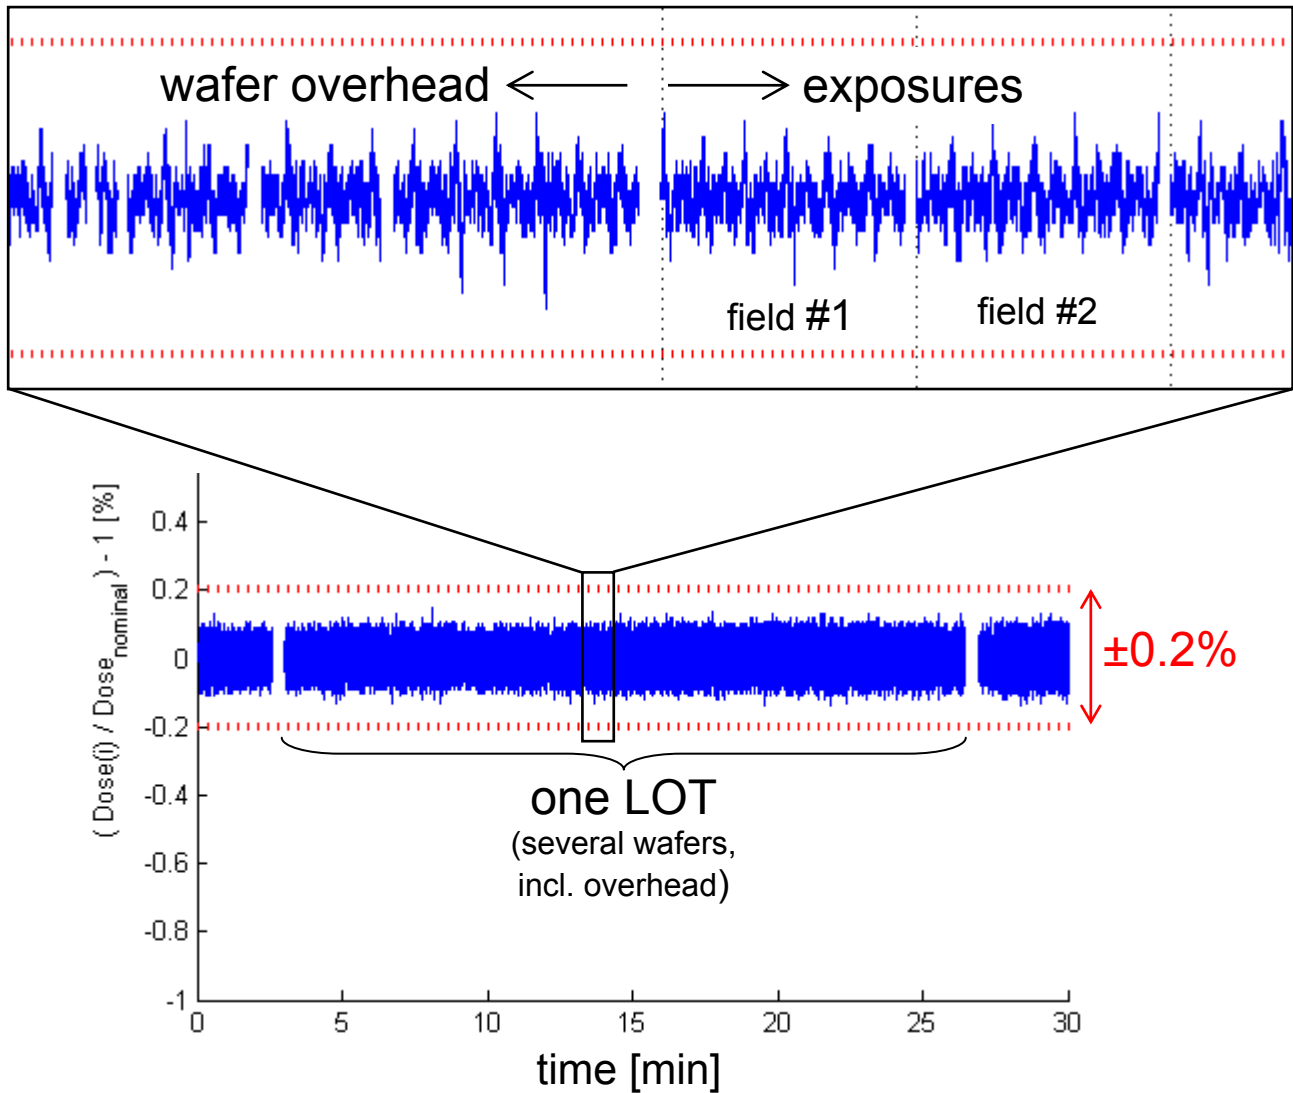 wafer overhead
exposures
field #1
field #2
( Dose(i) / Dose_nominal ) - 1 [%]
0.4
0.2
0
-0.2
-0.4
-0.6
-0.8
-1
±0.2%
one LOT
(several wafers,
incl. overhead)
0 5 10 15 20 25 30
time [min]